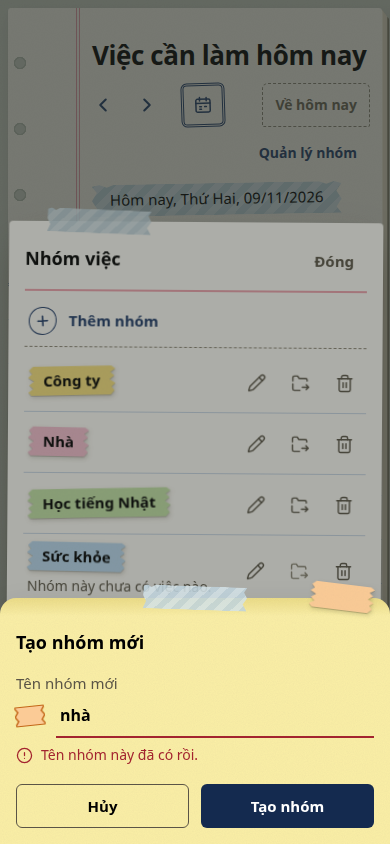 Việc cần làm hôm nay
Về hôm nay
Quản lý nhóm
Hôm nay, Thứ Hai, 09/11/2026
Nhóm việc
Đóng
Thêm nhóm
Công ty
Nhà
Học tiếng Nhật
Sức khỏe
Nhóm này chưa có việc nào
Tạo nhóm mới
Tên nhóm mới
nhà
Tên nhóm này đã có rồi.
Hủy
Tạo nhóm